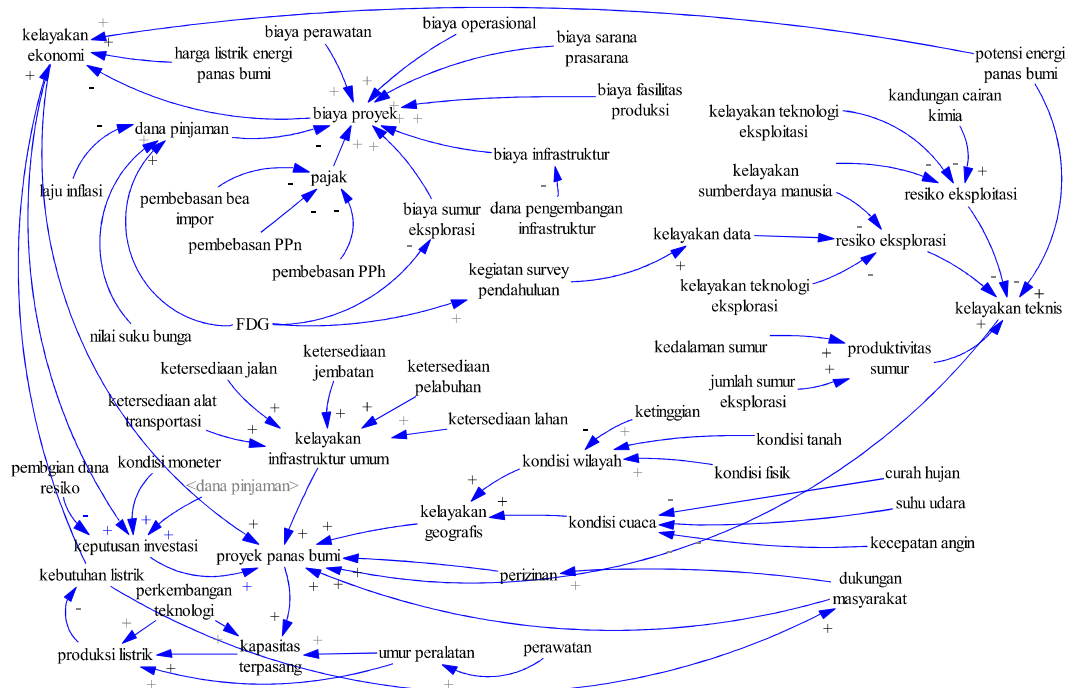 kelayakan
ekonomi
harga listrik energi
panas bumi
biaya perawatan
biaya operasional
biaya sarana
prasarana
biaya fasilitas
produksi
potensi energi
panas bumi
kandungan cairan
kimia
kelayakan teknologi
eksploitasi
dana pinjaman
biaya proyek
biaya infrastruktur
kelayakan
sumberdaya manusia
resiko eksploitasi
laju inflasi
pajak
pembebasan bea
impor
pembebasan PPn
pembebasan PPh
biaya sumur
eksplorasi
dana pengembangan
infrastruktur
kelayakan data
resiko eksplorasi
kegiatan survey
pendahuluan
kelayakan teknologi
eksplorasi
kelayakan teknis
nilai suku bunga
FDG
kedalaman sumur
produktivitas
sumur
jumlah sumur
eksplorasi
ketersediaan jalan
ketersediaan
jembatan
ketersediaan
pelabuhan
ketersediaan alat
transportasi
ketersediaan lahan
kelayakan
infrastruktur umum
ketinggian
kondisi tanah
kondisi wilayah
kondisi fisik
pembgian dana
resiko
kondisi moneter
<dana pinjaman>
kelayakan
geografis
kondisi cuaca
curah hujan
suhu udara
kecepatan angin
keputusan investasi
proyek panas bumi
kebutuhan listrik
perkembangan
teknologi
perizinan
dukungan
masyarakat
produksi listrik
kapasitas
terpasang
umur peralatan
perawatan